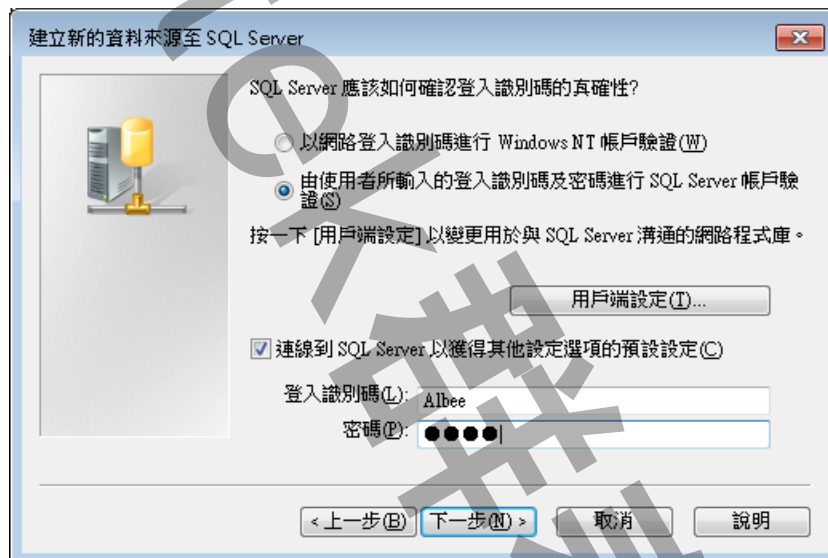 建立新的資料來源至 SQL Server
SQL Server 應該如何確認登入識別碼的真確性?
以網路登入識別碼進行 Windows NT 帳戶驗證(W)
由使用者所輸入的登入識別碼及密碼進行 SQL Server 帳戶驗
證(S)
按一下 [用戶端設定] 以變更用於與 SQL Server 溝通的網路程式庫。
用戶端設定(T)...
連線到 SQL Server 以獲得其他設定選項的預設設定(C)
登入識別碼(L): Albee
密碼(P): ●●●●
< 上一步(B) 下一步(N) > 取消 說明